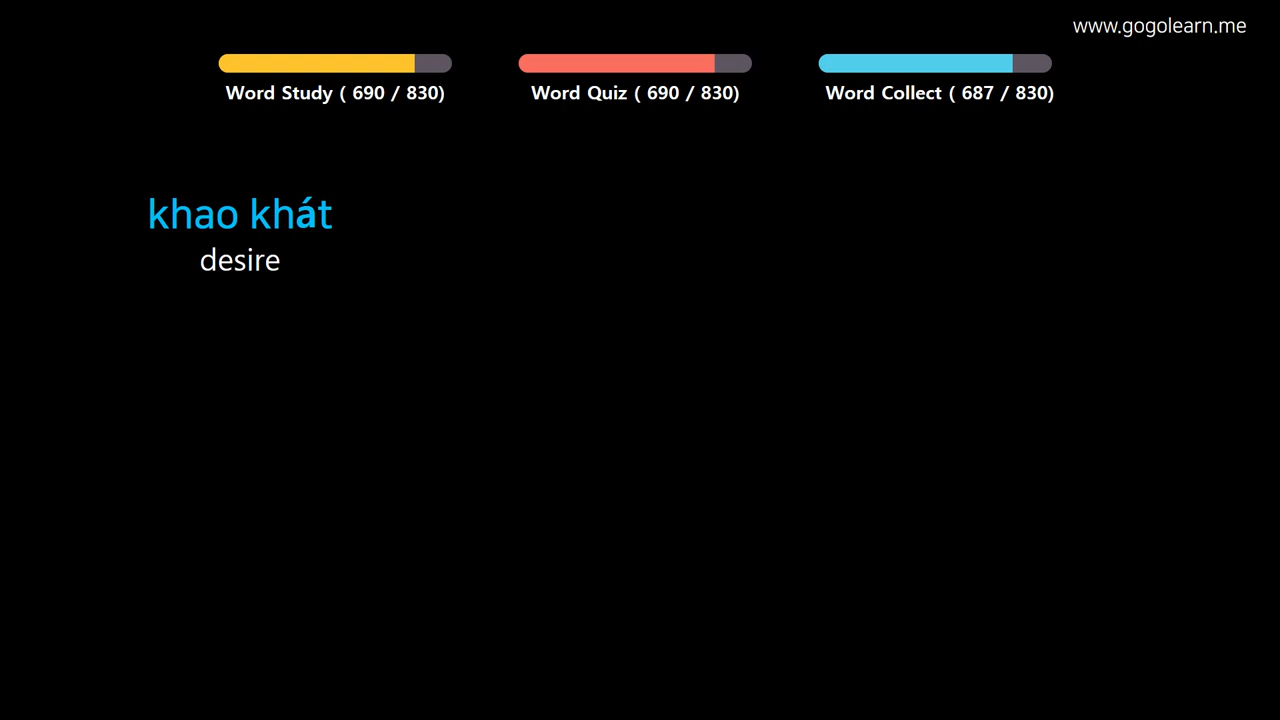 www.gogolearn.me
Word Study ( 690 / 830)
Word Quiz ( 690 / 830)
Word Collect ( 687 / 830)
khao khát
desire